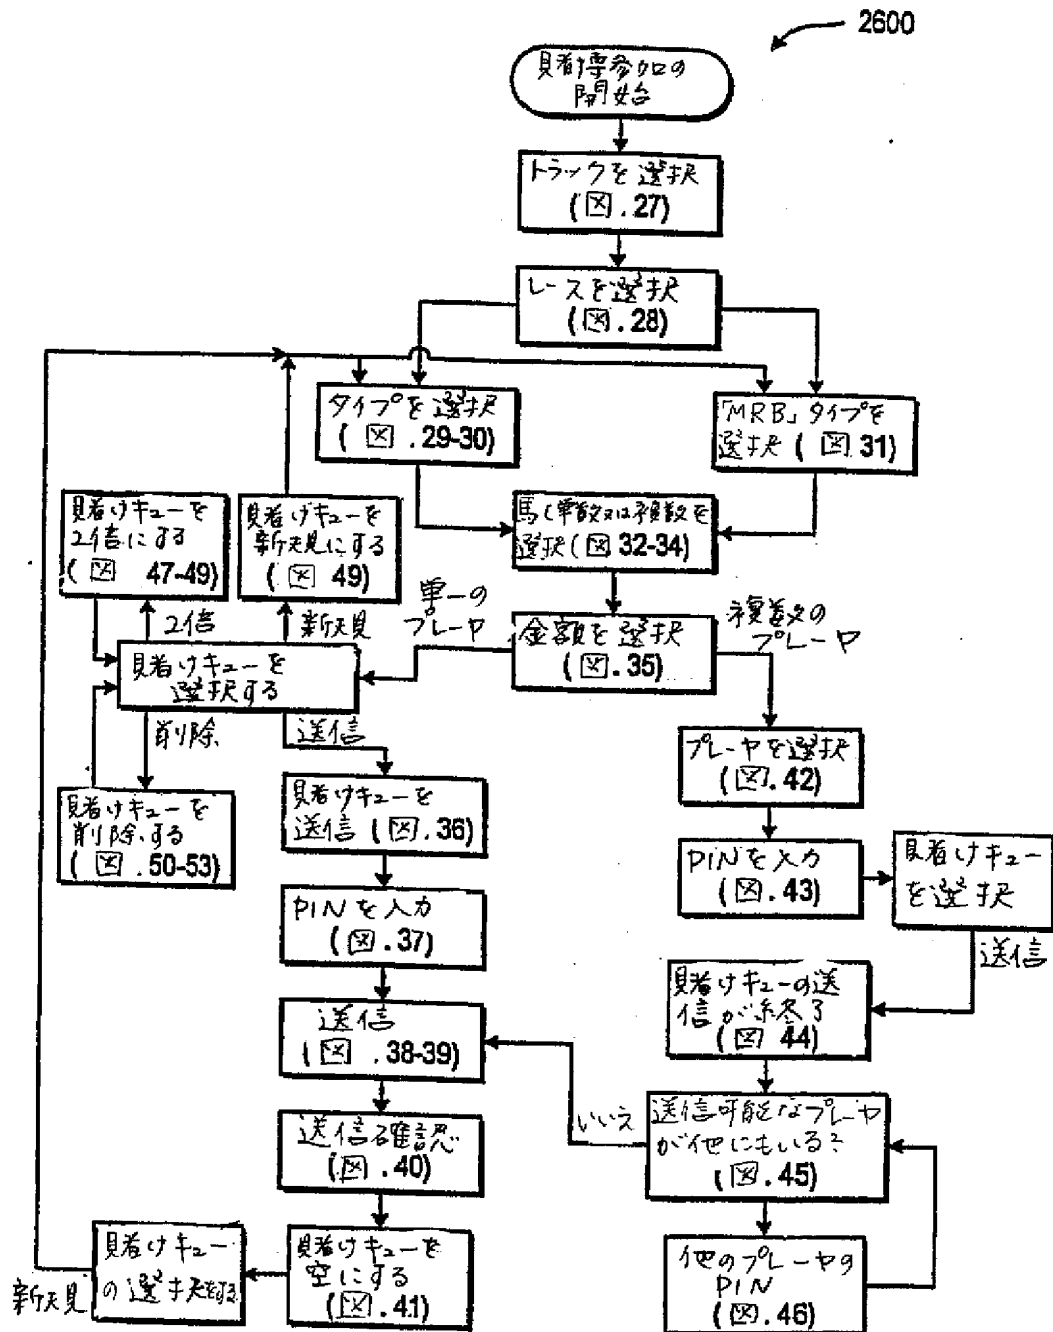 2600
賭博参加の
開始
トラックを選択
(図.27)
レースを選択
(図.28)
タイプを選択
(図.29-30)
「MRB」タイプを
選択(図31)
賭けキューを
2倍にする
(図 47-49)
賭けキューを
新規にする
(図 49)
馬(単数又は複数を
選択(図32-34)
2倍
新規
単一の
プレーヤ
金額を選択
(図.35)
複数の
プレーヤ
賭けキューを
選択する
削除
送信
プレーヤを選択
(図.42)
賭けキューを
削除する
(図.50-53)
賭けキューを
送信(図.36)
PINを入力
(図.43)
賭けキュー
を選択
PINを入力
(図.37)
送信
賭けキューの送
信が終了
(図 44)
送信
(図.38-39)
いいえ
送信可能なプレーヤ
が他にもいる?
(図.45)
送信確認
(図.40)
賭けキュー
の選択をする
新規
賭けキューを
空にする
(図.41)
他のプレーヤの
PIN
(図.46)